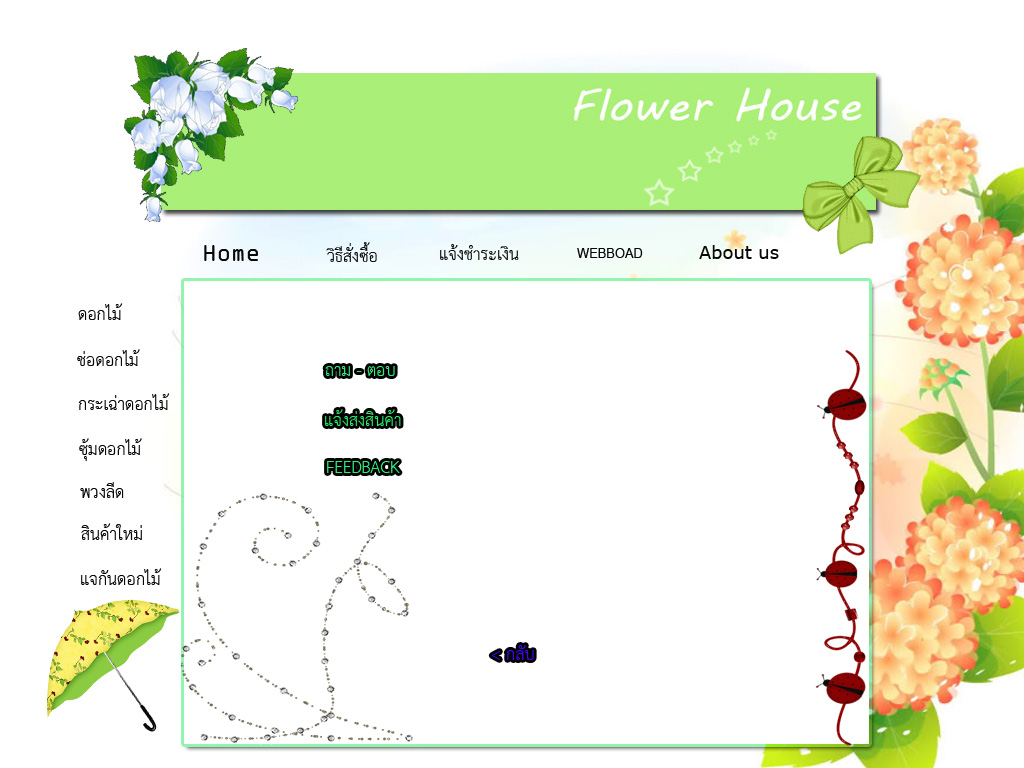 Flower House
Home วิธีสั่งซื้อ แจ้งชำระเงิน WEBBOAD About us
ดอกไม้
ช่อดอกไม้
กระเฉ่าดอกไม้
ซุ้มดอกไม้
พวงลีด
สินค้าใหม่
แจกันดอกไม้
ถาม - ตอบ
แจ้งส่งสินค้า
FEEDBACK
< กลับ